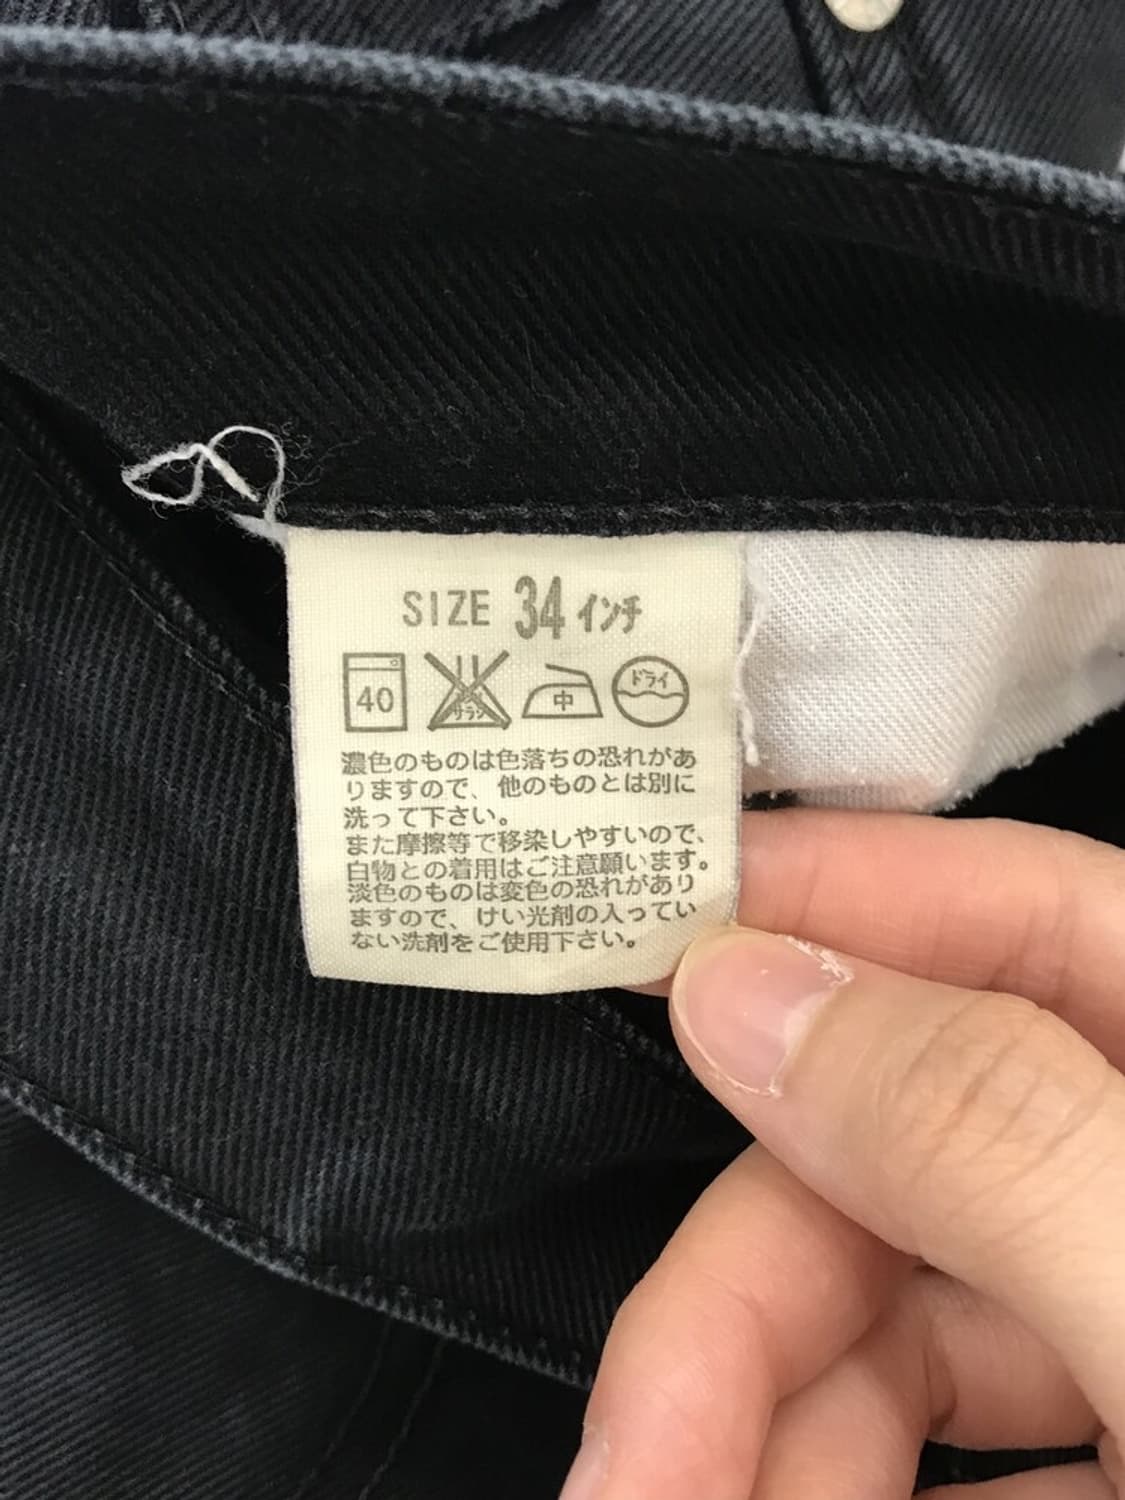 SIZE 34 インチ
40 エンソ サラシ 中 ドライ
濃色のものは色落ちの恐れがあ
りますので、他のものとは別に
洗って下さい。
また摩擦等で移染しやすいので、
白物との着用はご注意願います。
淡色のものは変色の恐れがあり
ますので、けい光剤の入ってい
ない洗剤をご使用下さい。